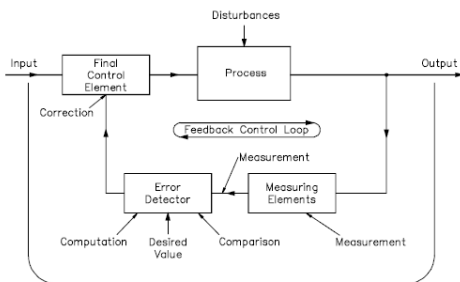 Disturbances
Input
Final
Control
Element
Process
Output
Correction
Feedback Control Loop
Measurement
Error
Detector
Measuring
Elements
Computation
Desired
Value
Comparison
Measurement